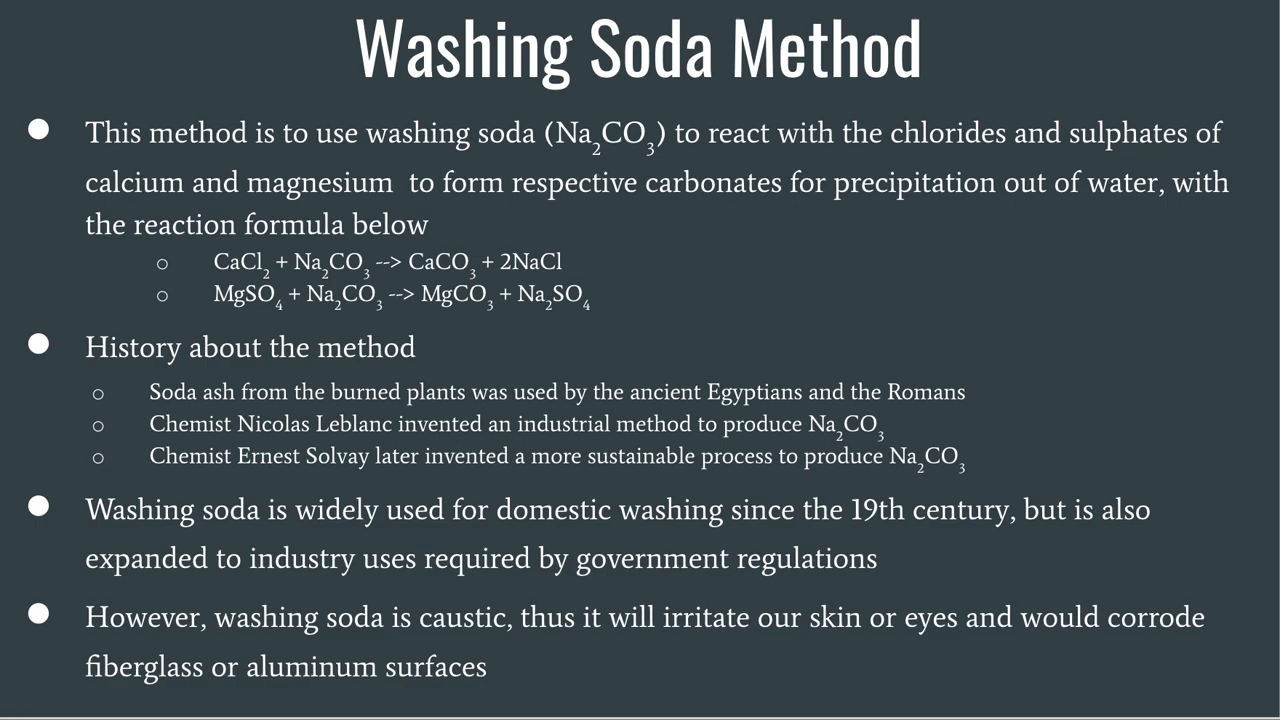 Washing Soda Method
● This method is to use washing soda (Na₂CO₃) to react with the chlorides and sulphates of
calcium and magnesium  to form respective carbonates for precipitation out of water, with
the reaction formula below
○ CaCl₂ + Na₂CO₃ --> CaCO₃ + 2NaCl
○ MgSO₄ + Na₂CO₃ --> MgCO₃ + Na₂SO₄
● History about the method
○ Soda ash from the burned plants was used by the ancient Egyptians and the Romans
○ Chemist Nicolas Leblanc invented an industrial method to produce Na₂CO₃
○ Chemist Ernest Solvay later invented a more sustainable process to produce Na₂CO₃
● Washing soda is widely used for domestic washing since the 19th century, but is also
expanded to industry uses required by government regulations
● However, washing soda is caustic, thus it will irritate our skin or eyes and would corrode
fiberglass or aluminum surfaces